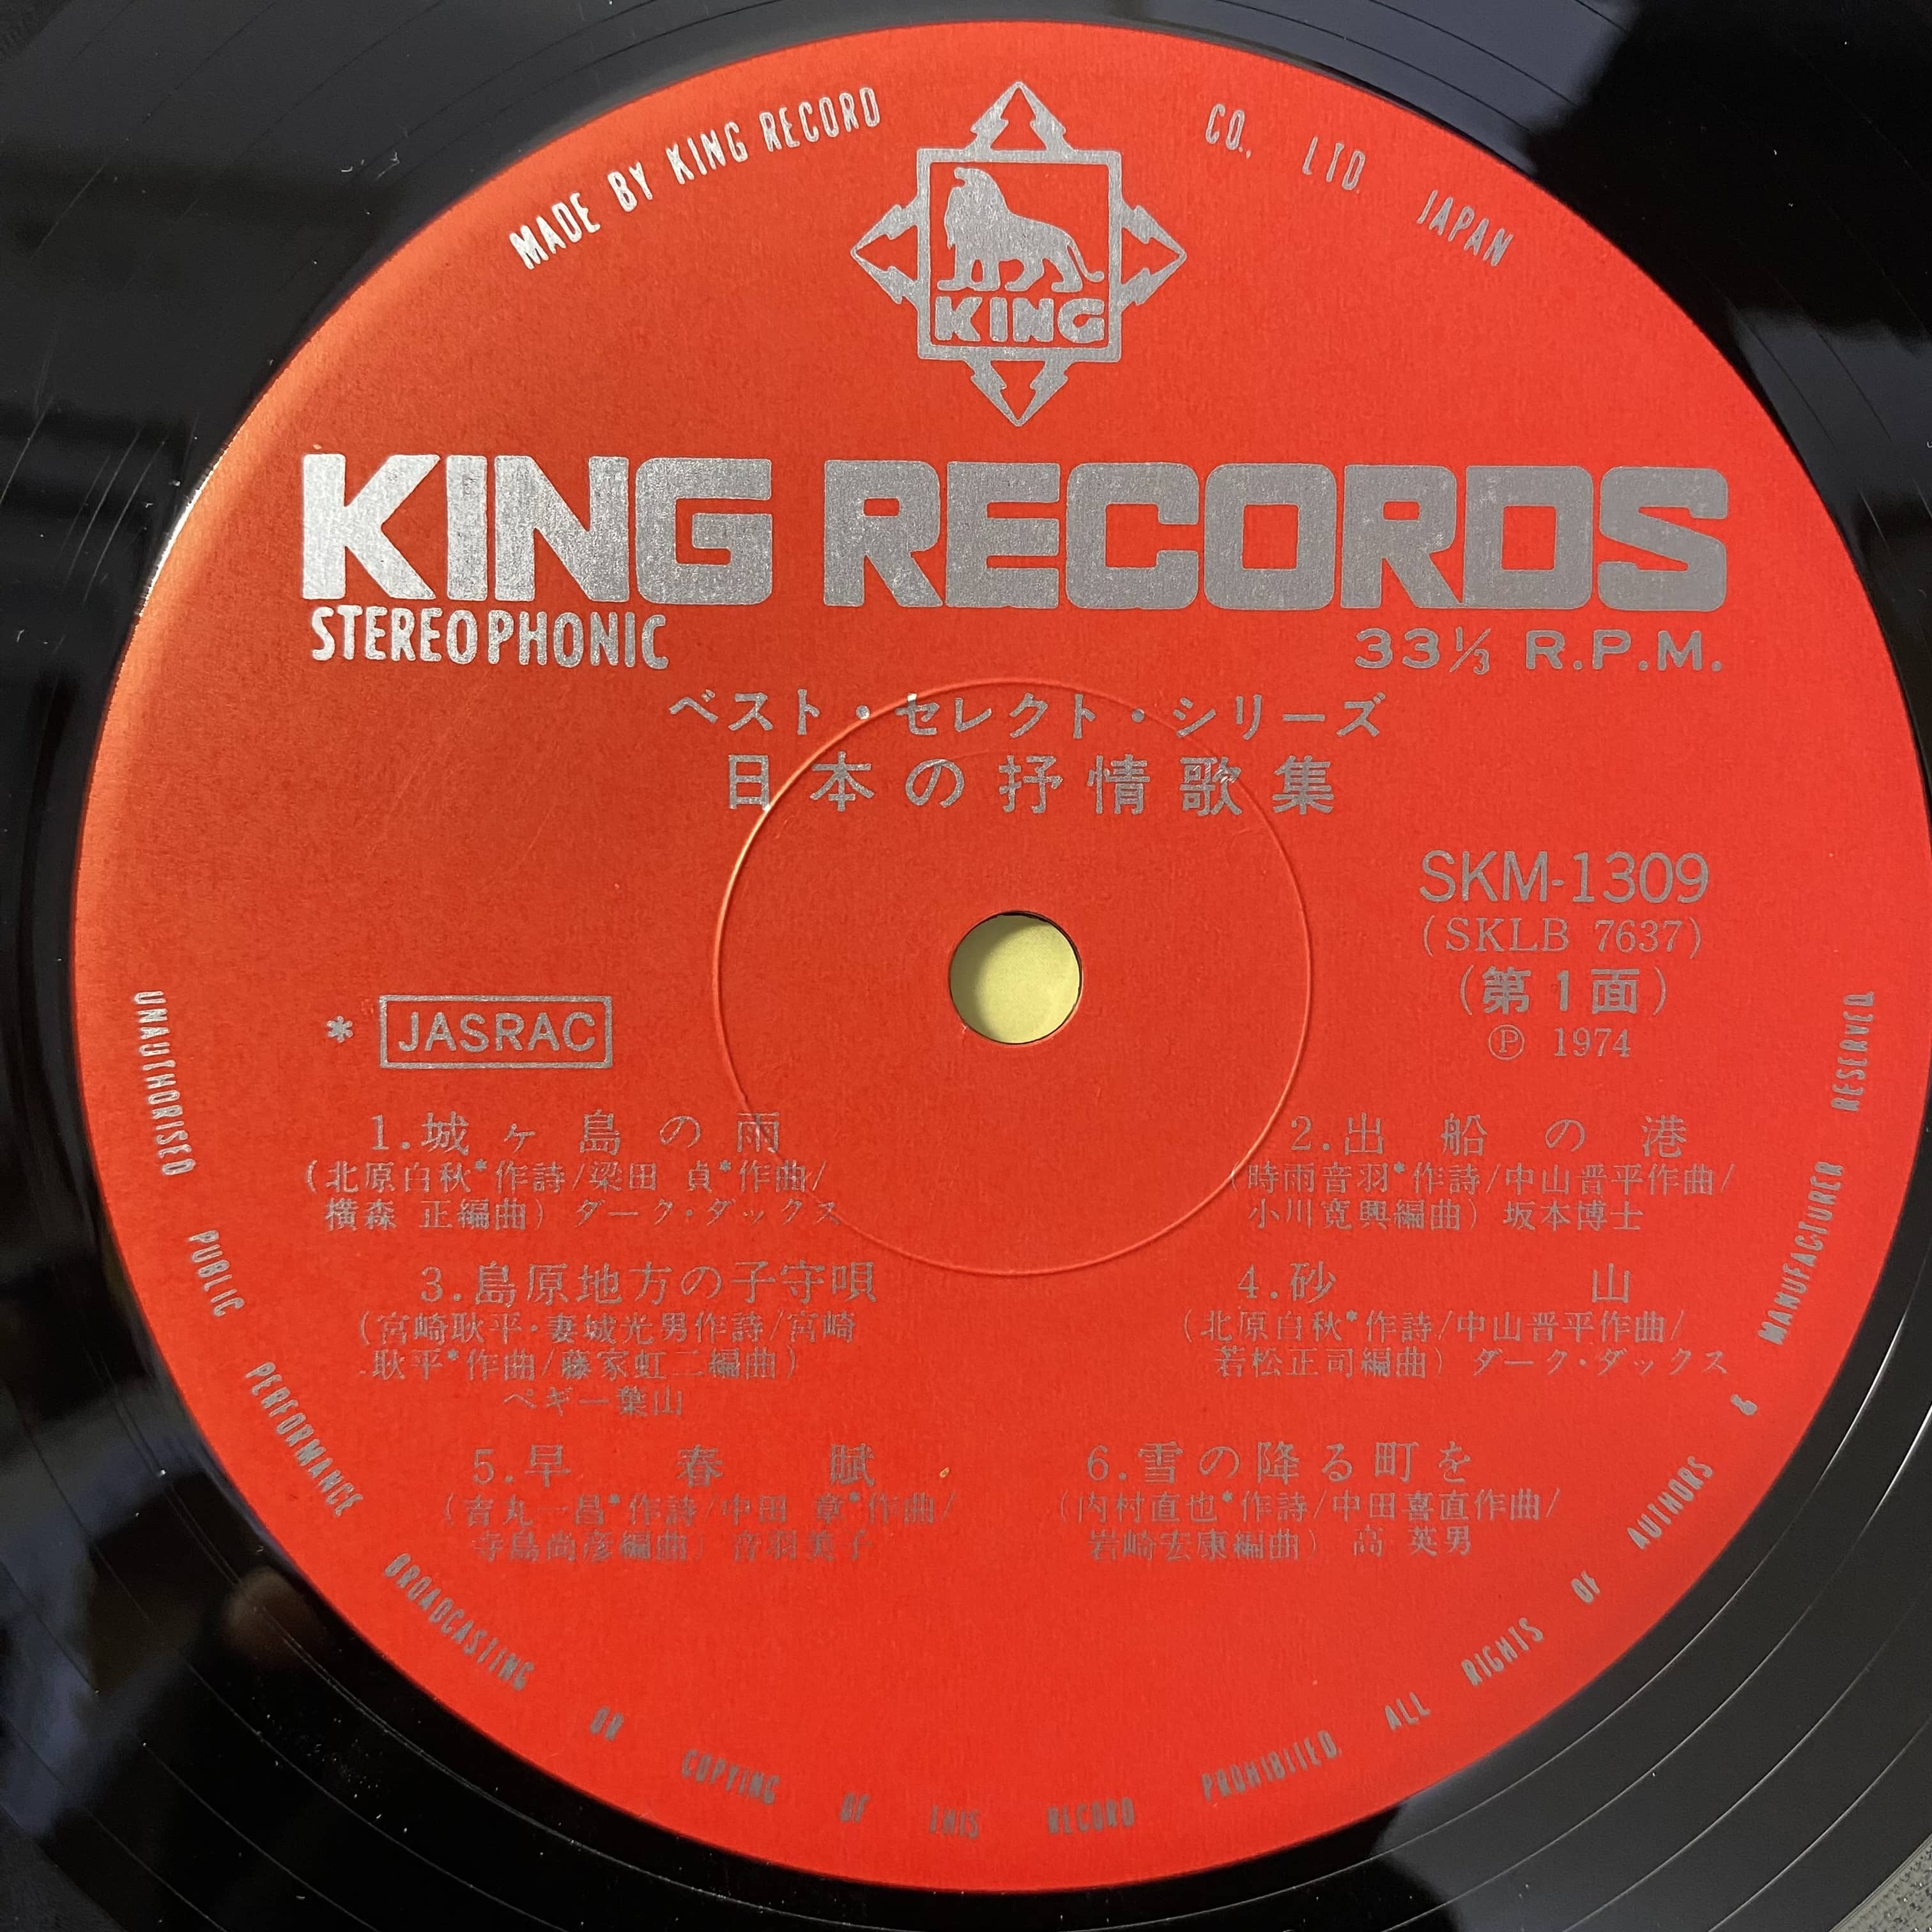 MADE BY KING RECORD CO., LTD. JAPAN
KING
KING RECORDS
STEREOPHONIC
33⅓ R.P.M.
ベスト・セレクト・シリーズ
日本の抒情歌集
SKM-1309
(SKLB 7637)
(第1面)
Ⓟ 1974
* JASRAC
1.城ヶ島の雨
(北原白秋*作詩/梁田 貞*作曲/
横森 正編曲) ダーク・ダックス
2.出船の港
(時雨音羽*作詩/中山晋平作曲/
小川寛興編曲) 坂本博士
3.島原地方の子守唄
(宮崎耿平・妻城光男作詩/宮崎
耿平*作曲/藤家虹二編曲)
ペギー葉山
4.砂山
(北原白秋*作詩/中山晋平作曲/
若松正司編曲) ダーク・ダックス
5.早春賦
(吉丸一昌*作詩/中田 章*作曲/
寺島尚彦編曲) 音羽美子
6.雪の降る町を
(内村直也*作詩/中田喜直作曲/
岩崎宏康編曲) 高 英男
UNAUTHORISED PUBLIC PERFORMANCE BROADCASTING OR COPYING OF THIS RECORD PROHIBITED. ALL RIGHTS OF AUTHORS & MANUFACTURER RESERVED